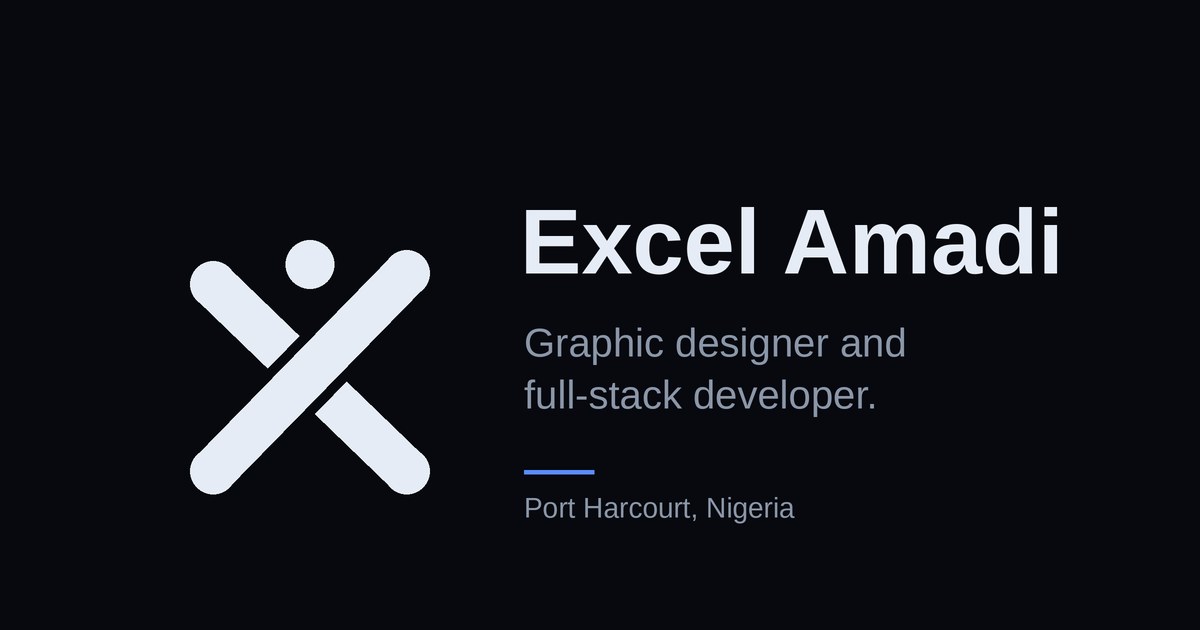 Excel Amadi
Graphic designer and
full-stack developer.
Port Harcourt, Nigeria